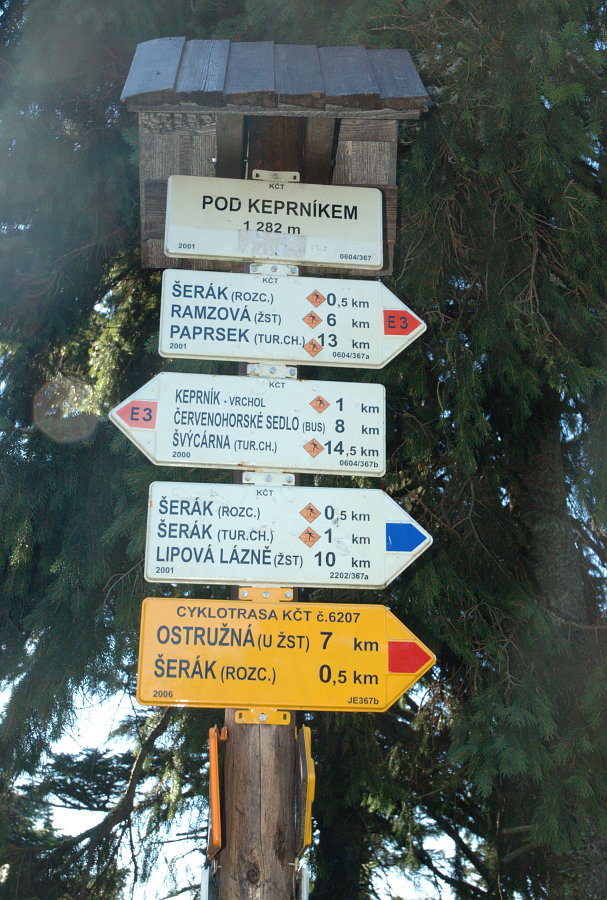 KČT
POD KEPRNÍKEM
1 282 m
2001 0604/367
KČT
ŠERÁK (ROZC.) 0,5 km
RAMZOVÁ (ŽST) 6 km E3
PAPRSEK (TUR.CH.) 13 km
2001 0604/367a
KČT
KEPRNÍK - VRCHOL 1 km
E3 ČERVENOHORSKÉ SEDLO (BUS) 8 km
ŠVÝCÁRNA (TUR.CH.) 14,5 km
2000 0604/367b
KČT
ŠERÁK (ROZC.) 0,5 km
ŠERÁK (TUR.CH.) 1 km
LIPOVÁ LÁZNĚ (ŽST) 10 km
2001 2202/367a
CYKLOTRASA KČT č.6207
OSTRUŽNÁ (U ŽST) 7 km
ŠERÁK (ROZC.) 0,5 km
2006 JE367b